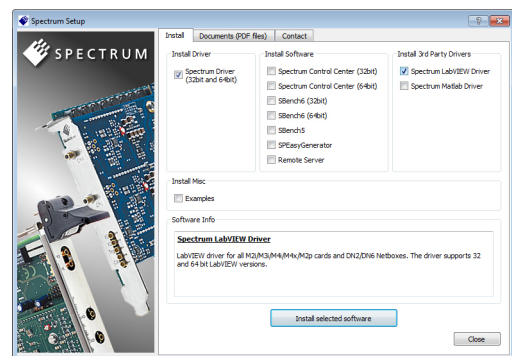 Spectrum Setup
SPECTRUM
Install
Documents (PDF files)
Contact
Install Driver
Spectrum Driver
(32bit and 64bit)
Install Software
Spectrum Control Center (32bit)
Spectrum Control Center (64bit)
SBench6 (32bit)
SBench6 (64bit)
SBench5
SPEasyGenerator
Remote Server
Install 3rd Party Drivers
Spectrum LabVIEW Driver
Spectrum Matlab Driver
Install Misc
Examples
Software Info
Spectrum LabVIEW Driver
LabVIEW driver for all M2i/M3i/M4i/M4x/M2p cards and DN2/DN6 Netboxes. The driver supports 32
and 64 bit LabVIEW versions.
Install selected software
Close